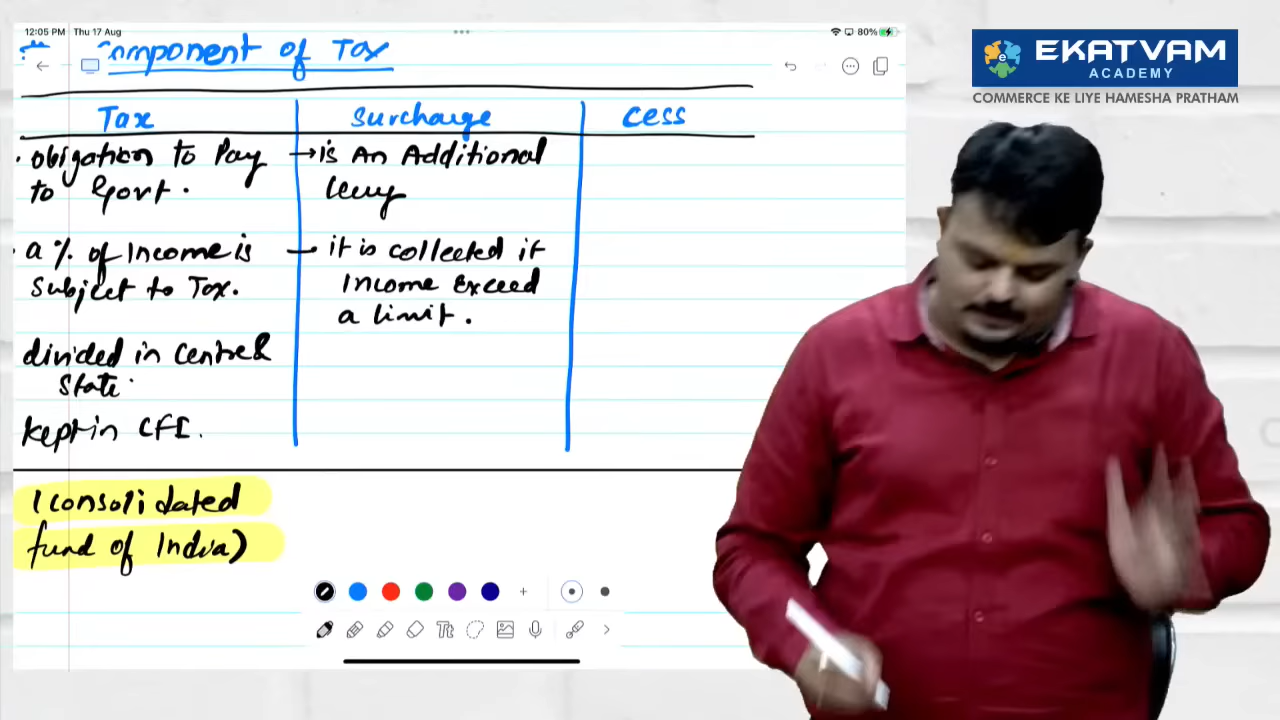 12:05 PM Thu 17 Aug
80%
Component of Tax
EKATVAM
ACADEMY
COMMERCE KE LIYE HAMESHA PRATHAM
Tax
Surcharge
Cess
· obigation to Pay
to Govt.
· a % of Income is
subject to Tax.
divided in Centre &
State.
kept in CFI.
(consolidated
fund of India)
→ is An Additional
levy
- it is collected if
Income Exceed
a limit.
Tt